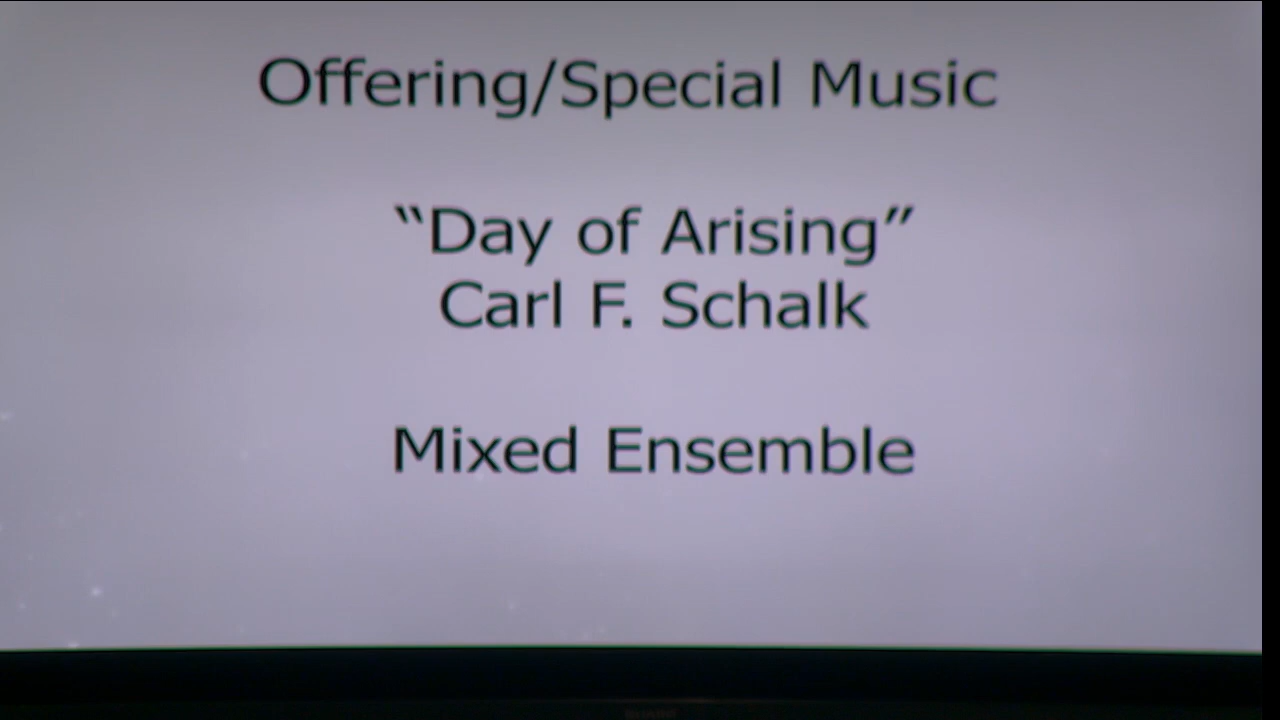 Offering/Special Music
“Day of Arising”
Carl F. Schalk
Mixed Ensemble